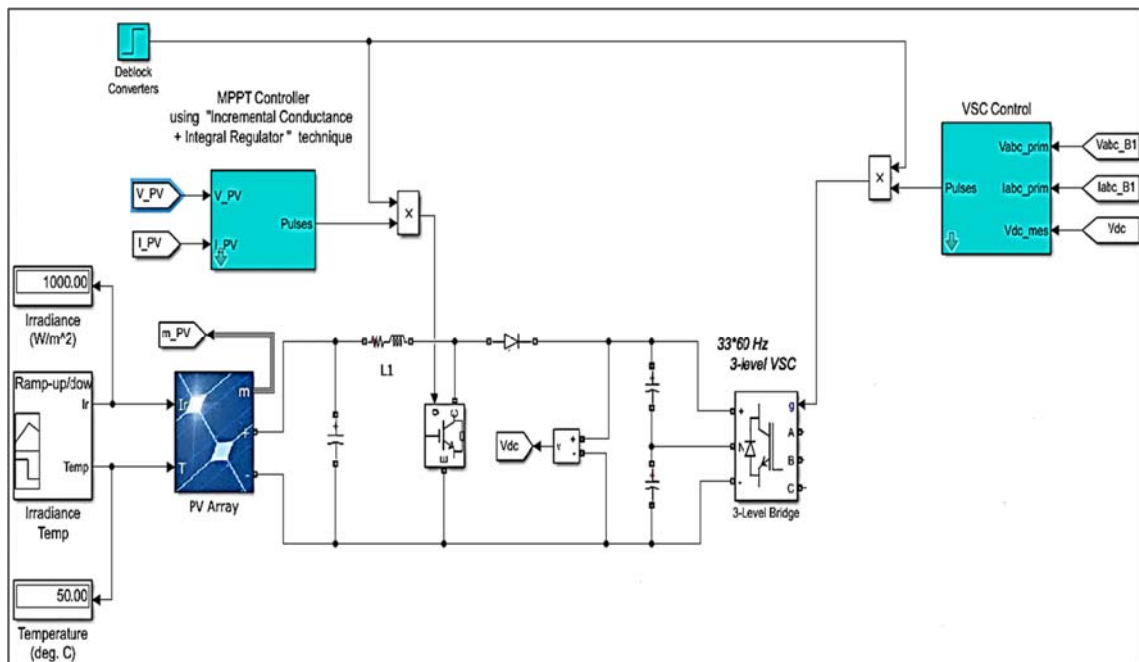 Deblock
Converters
MPPT Controller
using "Incremental Conductance
+ Integral Regulator " technique
VSC Control
V_PV
V_PV
I_PV
I_PV
Pulses
X
X
Pulses
Vabc_prim
Vabc_B1
Iabc_prim
Iabc_B1
Vdc_mes
Vdc
1000.00
Irradiance
(W/m^2)
m_PV
Ramp-up/dow
Ir
Temp
Irradiance
Temp
Ir
T
m
+
-
PV Array
L1
g
C
E
Vdc
v
+
-
33*60 Hz
3-level VSC
+
N
-
g
A
B
C
3-Level Bridge
50.00
Temperature
(deg. C)